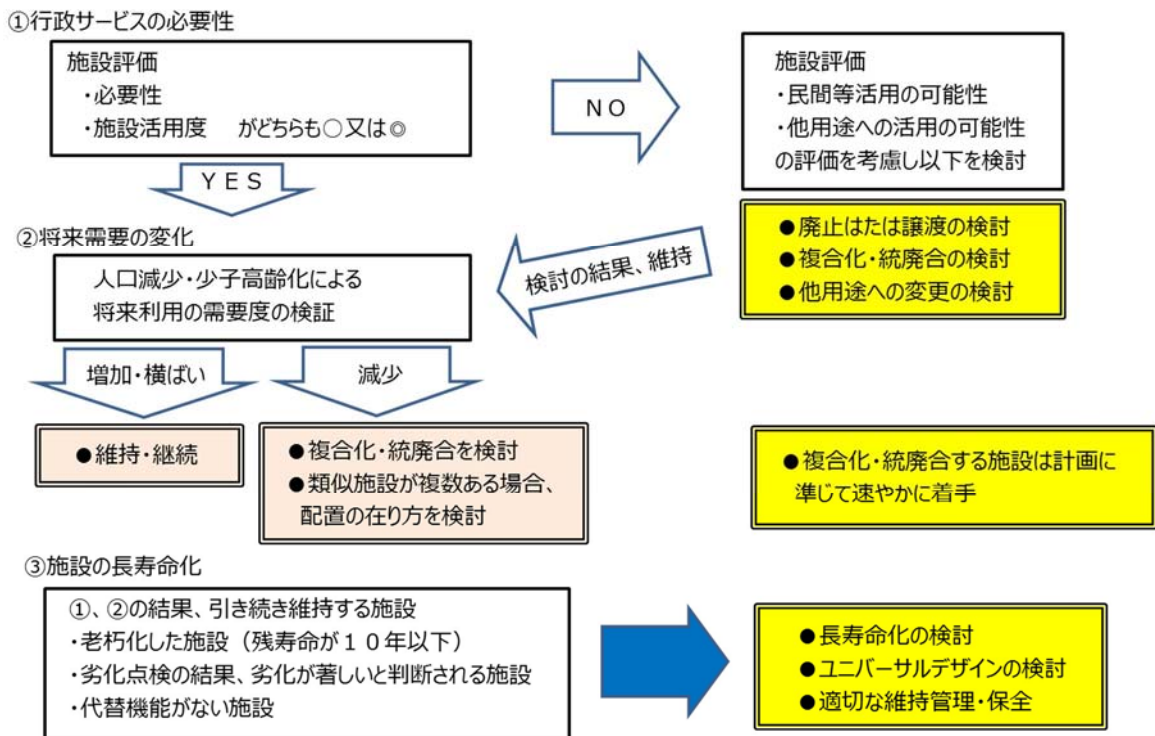 ①行政サービスの必要性
施設評価
・必要性
・施設活用度　がどちらも○又は◎
ＮＯ
施設評価
・民間等活用の可能性
・他用途への活用の可能性
の評価を考慮し以下を検討
ＹＥＳ
●廃止はたは譲渡の検討
●複合化・統廃合の検討
●他用途への変更の検討
検討の結果、維持
②将来需要の変化
人口減少・少子高齢化による
将来利用の需要度の検証
増加・横ばい
減少
●維持・継続
●複合化・統廃合を検討
●類似施設が複数ある場合、
配置の在り方を検討
●複合化・統廃合する施設は計画に
準じて速やかに着手
③施設の長寿命化
①、②の結果、引き続き維持する施設
・老朽化した施設（残寿命が１０年以下）
・劣化点検の結果、劣化が著しいと判断される施設
・代替機能がない施設
●長寿命化の検討
●ユニバーサルデザインの検討
●適切な維持管理・保全